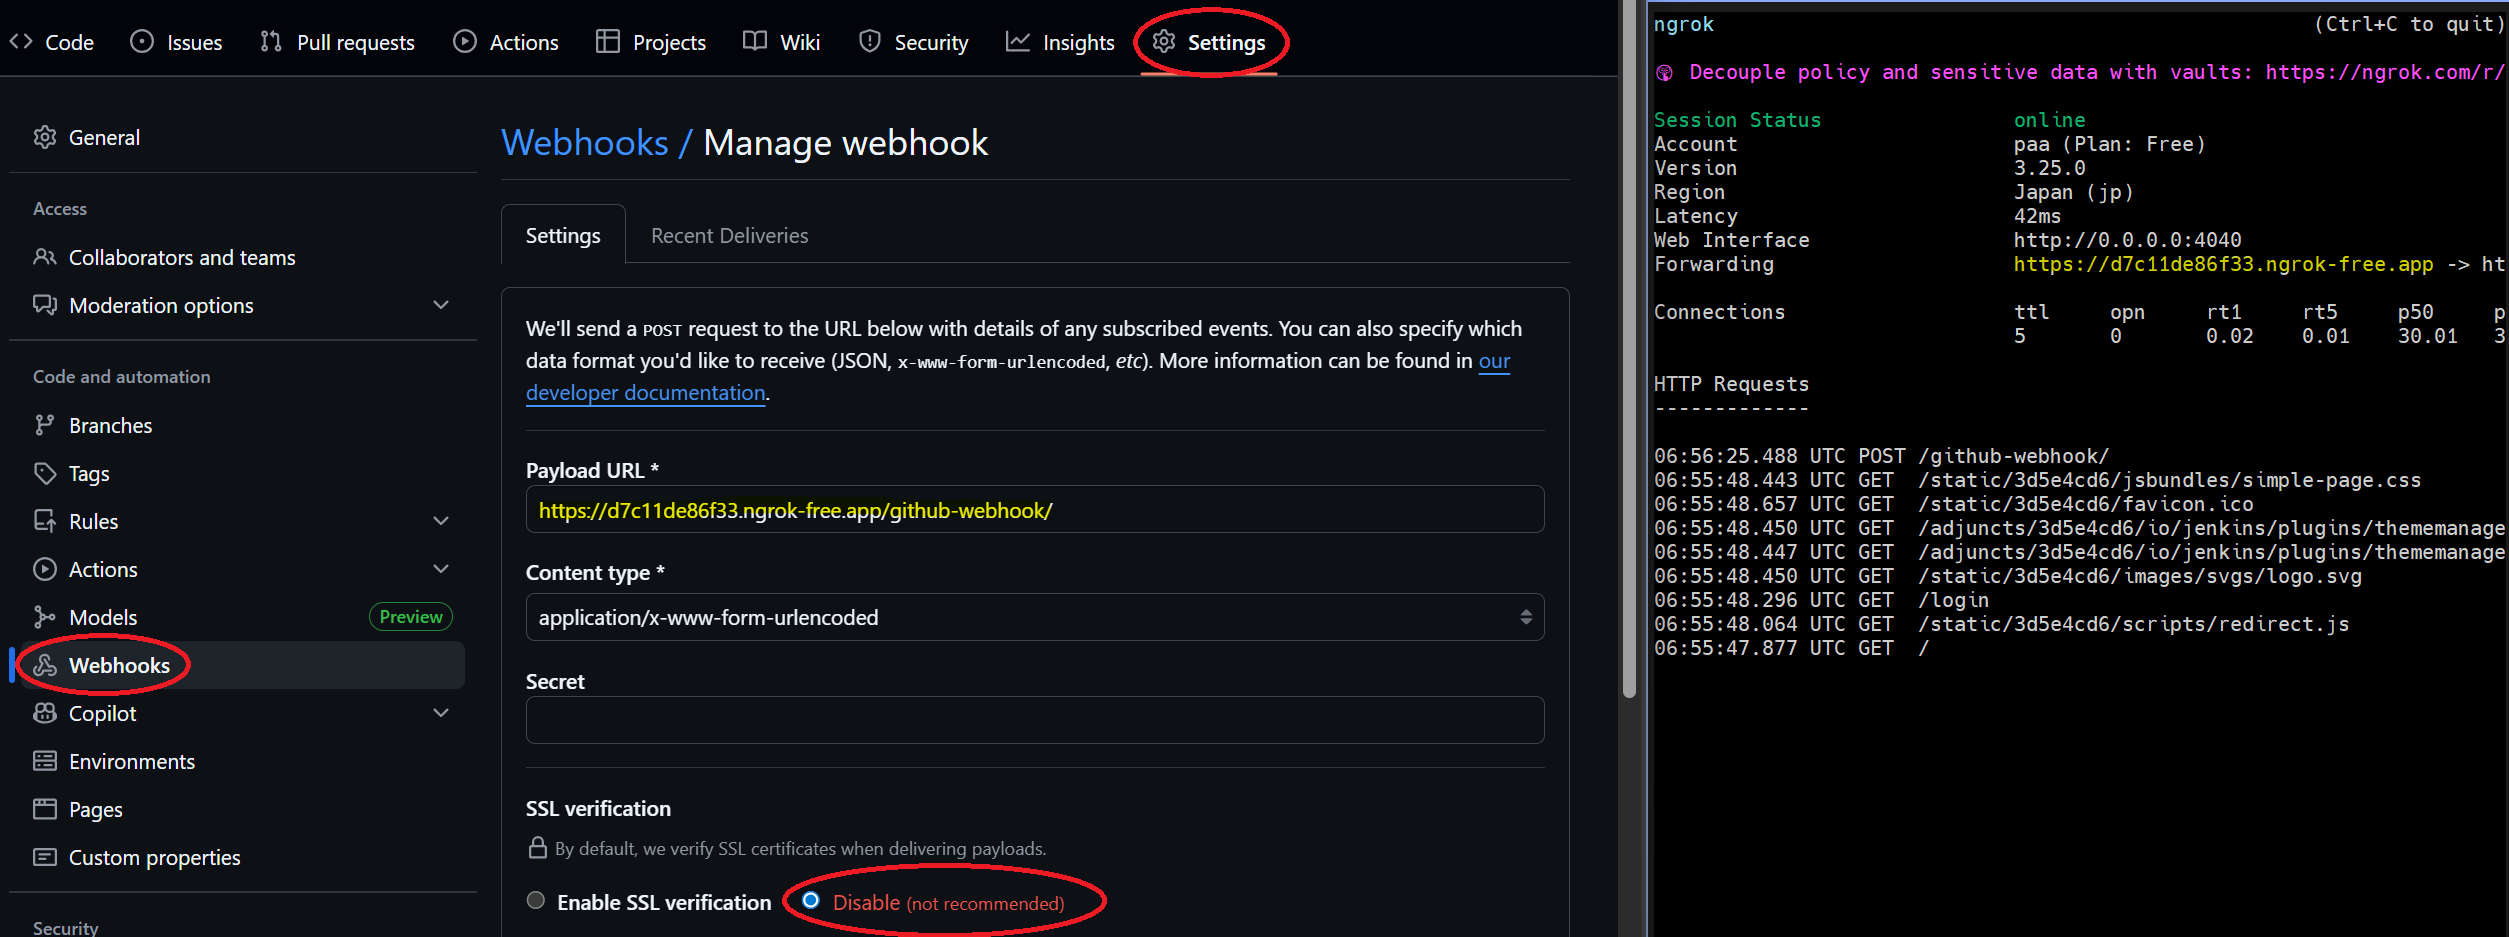 Code Issues Pull requests Actions Projects Wiki Security Insights Settings
General
Access
Collaborators and teams
Moderation options
Code and automation
Branches
Tags
Rules
Actions
Models Preview
Webhooks
Copilot
Environments
Pages
Custom properties
Security
Webhooks / Manage webhook
Settings Recent Deliveries
We'll send a POST request to the URL below with details of any subscribed events. You can also specify which
data format you'd like to receive (JSON, x-www-form-urlencoded, etc). More information can be found in our
developer documentation.
Payload URL *
https://d7c11de86f33.ngrok-free.app/github-webhook/
Content type *
application/x-www-form-urlencoded
Secret
SSL verification
By default, we verify SSL certificates when delivering payloads.
Enable SSL verification Disable (not recommended)
ngrok (Ctrl+C to quit)
Decouple policy and sensitive data with vaults: https://ngrok.com/r/
Session Status online
Account paa (Plan: Free)
Version 3.25.0
Region Japan (jp)
Latency 42ms
Web Interface http://0.0.0.0:4040
Forwarding https://d7c11de86f33.ngrok-free.app -> ht
Connections ttl opn rt1 rt5 p50 p
5 0 0.02 0.01 30.01 3
HTTP Requests
-------------
06:56:25.488 UTC POST /github-webhook/
06:55:48.443 UTC GET /static/3d5e4cd6/jsbundles/simple-page.css
06:55:48.657 UTC GET /static/3d5e4cd6/favicon.ico
06:55:48.450 UTC GET /adjuncts/3d5e4cd6/io/jenkins/plugins/thememanage
06:55:48.447 UTC GET /adjuncts/3d5e4cd6/io/jenkins/plugins/thememanage
06:55:48.450 UTC GET /static/3d5e4cd6/images/svgs/logo.svg
06:55:48.296 UTC GET /login
06:55:48.064 UTC GET /static/3d5e4cd6/scripts/redirect.js
06:55:47.877 UTC GET /